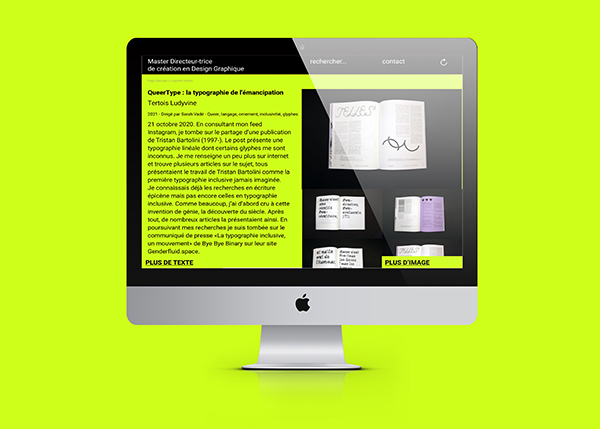 Master Directeur·trice
de création en Design Graphique
rechercher...
contact
QueerType : la typographie de l'émancipation
Tertois Ludyvine
2021 - Dirigé par Sarah Vadé - Queer, langage, ornement, inclusivité, glyphes
21 octobre 2020. En consultant mon feed
Instagram, je tombe sur le partage d'une publication
de Tristan Bartolini (1997-). Le post présente une
typographie linéale dont certains glyphes me sont
inconnus. Je me renseigne un peu plus sur internet
et trouve plusieurs articles sur le sujet, tous
présentaient le travail de Tristan Bartolini comme la
première typographie inclusive jamais imaginée.
Je connaissais déjà les recherches en écriture
épicène mais pas encore celles en typographie
inclusive. Comme beaucoup, j'ai d'abord cru à cette
invention de génie, la découverte du siècle. Après
tout, de nombreux articles la présentaient ainsi. En
poursuivant mes recherches je suis tombée sur le
communiqué de presse «La typographie inclusive,
un mouvement» de Bye Bye Binary sur leur site
Genderfluid.space.
PLUS DE TEXTE
PLUS D'IMAGE